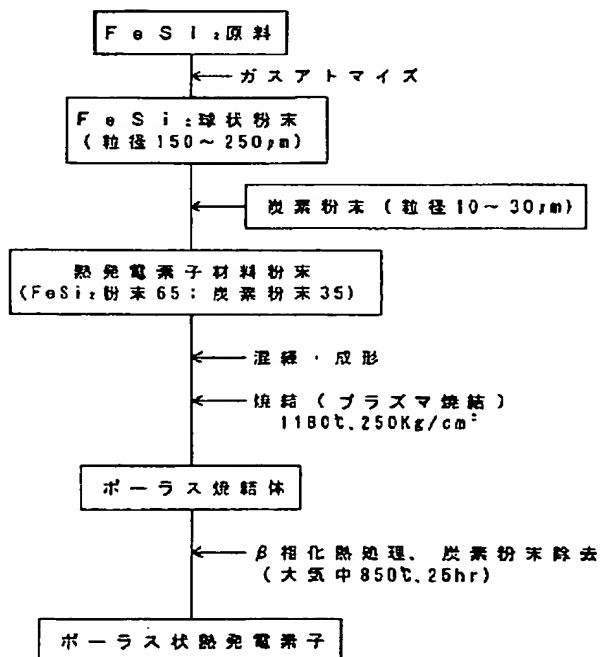 FeSi₂原料
ガスアトマイズ
FeSi₂球状粉末
(粒径150～250μm)
炭素粉末(粒径10～30μm)
熱発電素子材料粉末
(FeSi₂粉末65：炭素粉末35)
混練・成形
焼結(プラズマ焼結)
1180℃、250Kg/cm²
ポーラス焼結体
β相化熱処理、炭素粉末除去
(大気中850℃、25hr)
ポーラス状熱発電素子